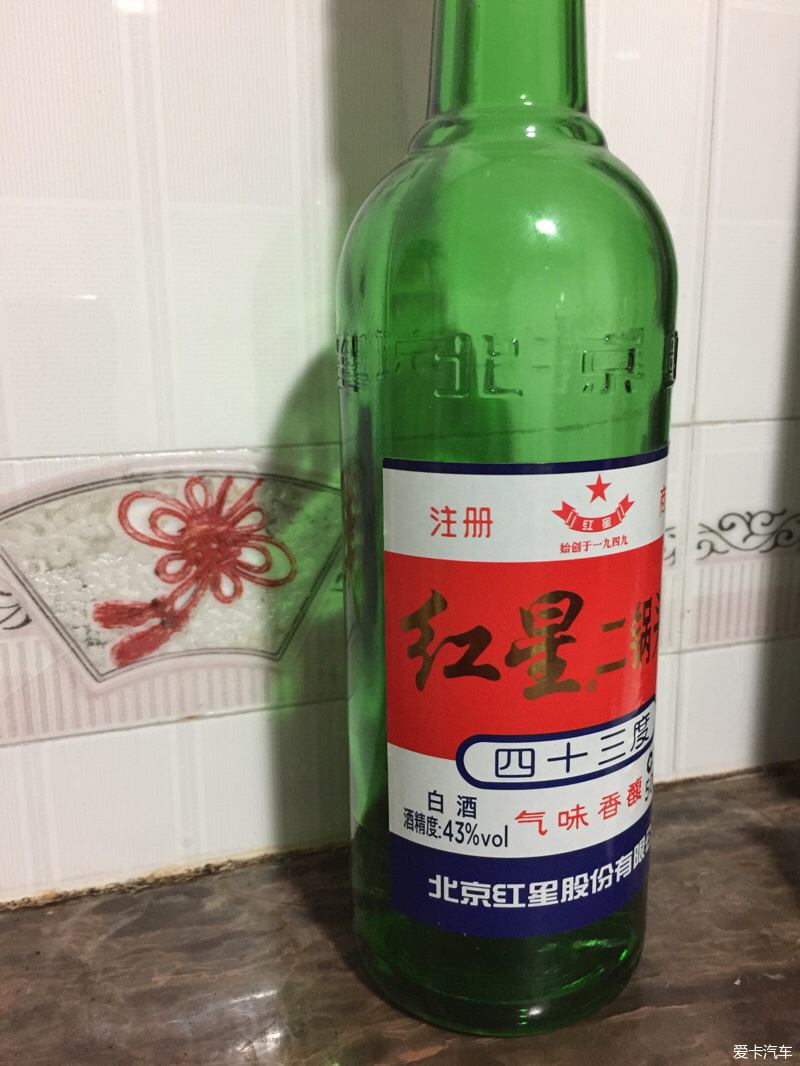 北京
注册
红星
始创于一九四九
红星二锅
四十三度
白酒
气味香馥
酒精度:43%vol
北京红星股份有限
爱卡汽车